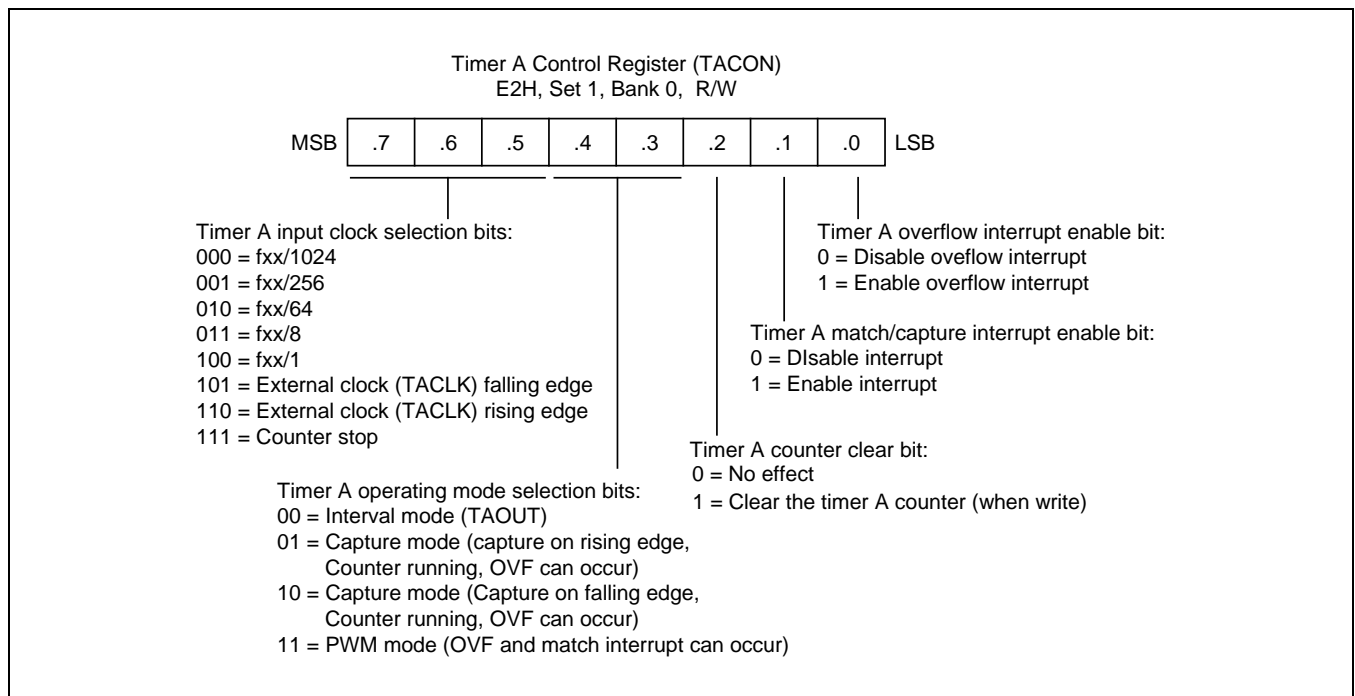 Timer A Control Register (TACON)
E2H, Set 1, Bank 0, R/W
MSB .7 .6 .5 .4 .3 .2 .1 .0 LSB
Timer A input clock selection bits:
000 = fxx/1024
001 = fxx/256
010 = fxx/64
011 = fxx/8
100 = fxx/1
101 = External clock (TACLK) falling edge
110 = External clock (TACLK) rising edge
111 = Counter stop
Timer A overflow interrupt enable bit:
0 = Disable oveflow interrupt
1 = Enable overflow interrupt
Timer A match/capture interrupt enable bit:
0 = DIsable interrupt
1 = Enable interrupt
Timer A counter clear bit:
0 = No effect
1 = Clear the timer A counter (when write)
Timer A operating mode selection bits:
00 = Interval mode (TAOUT)
01 = Capture mode (capture on rising edge,
Counter running, OVF can occur)
10 = Capture mode (Capture on falling edge,
Counter running, OVF can occur)
11 = PWM mode (OVF and match interrupt can occur)